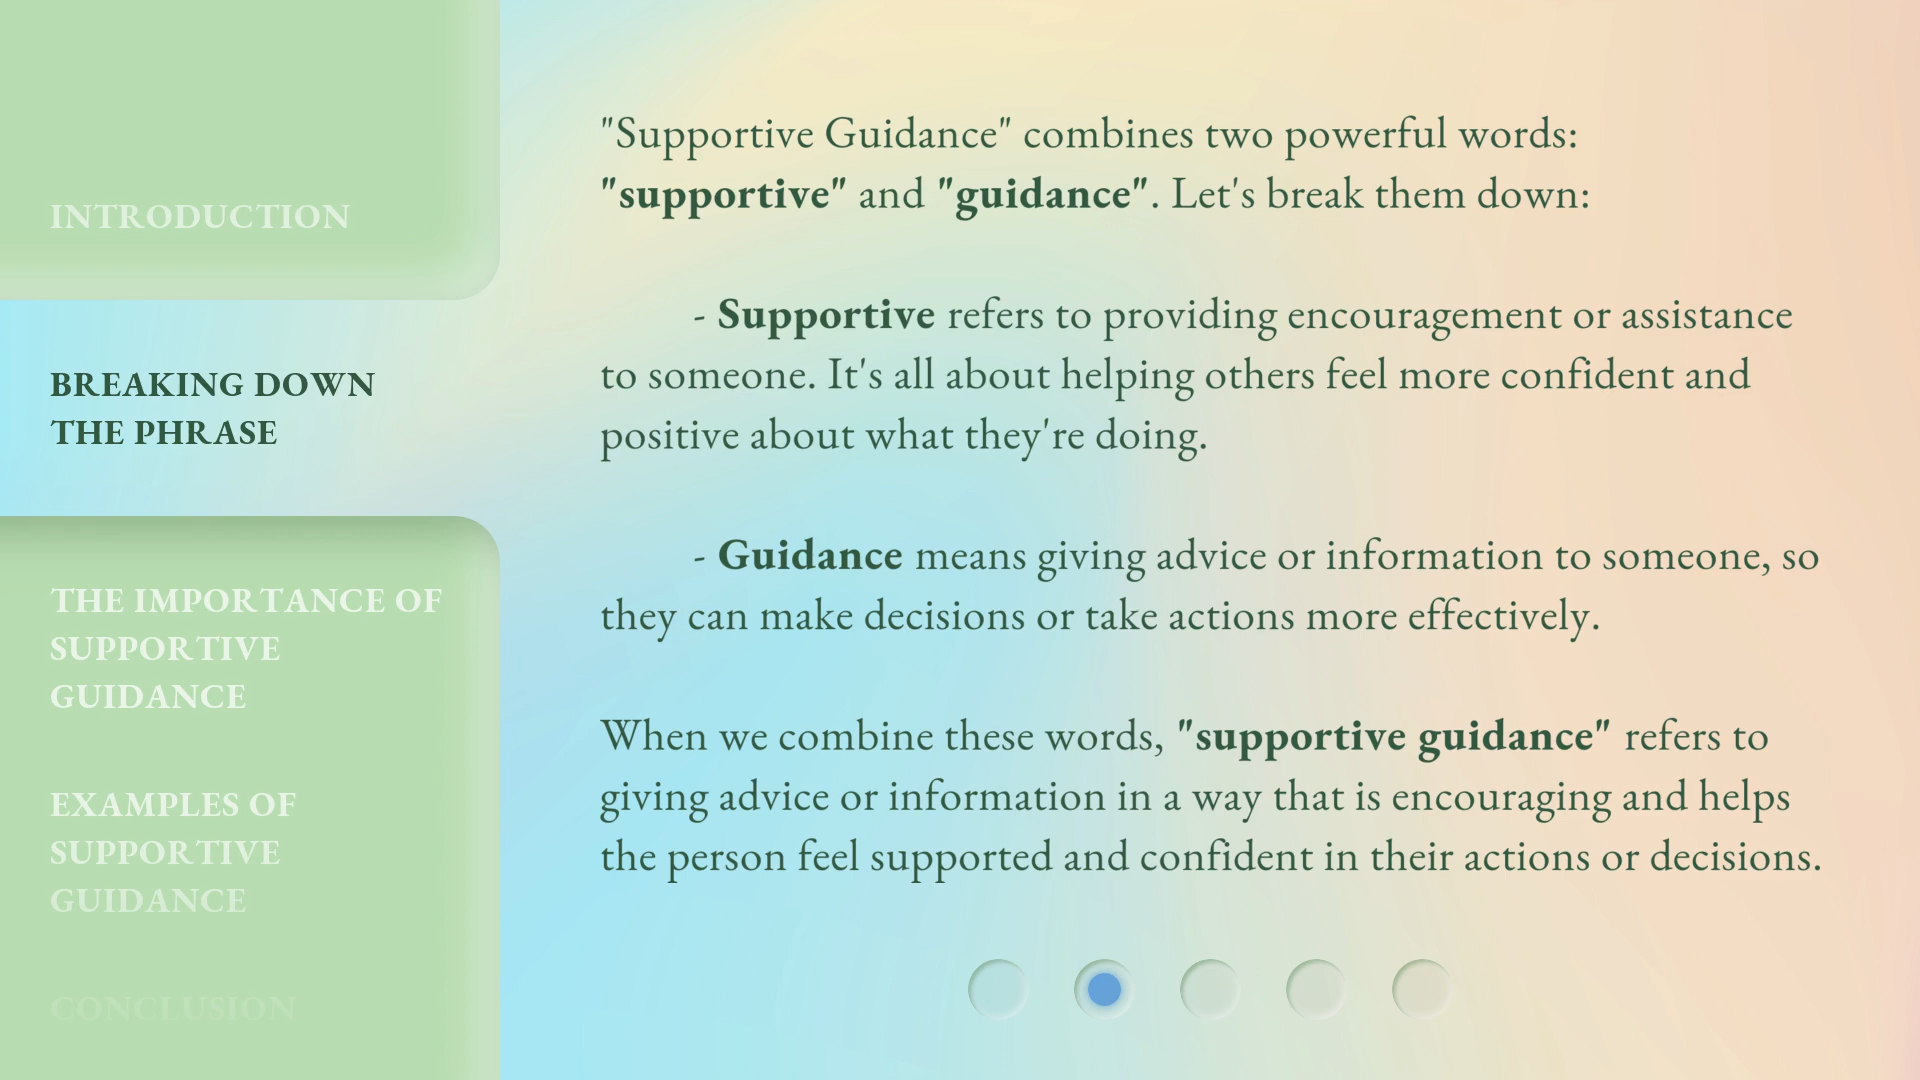 INTRODUCTION
BREAKING DOWN
THE PHRASE
THE IMPORTANCE OF
SUPPORTIVE
GUIDANCE
EXAMPLES OF
SUPPORTIVE
GUIDANCE
CONCLUSION
"Supportive Guidance" combines two powerful words:
"supportive" and "guidance". Let's break them down:
- Supportive refers to providing encouragement or assistance
to someone. It's all about helping others feel more confident and
positive about what they're doing.
- Guidance means giving advice or information to someone, so
they can make decisions or take actions more effectively.
When we combine these words, "supportive guidance" refers to
giving advice or information in a way that is encouraging and helps
the person feel supported and confident in their actions or decisions.